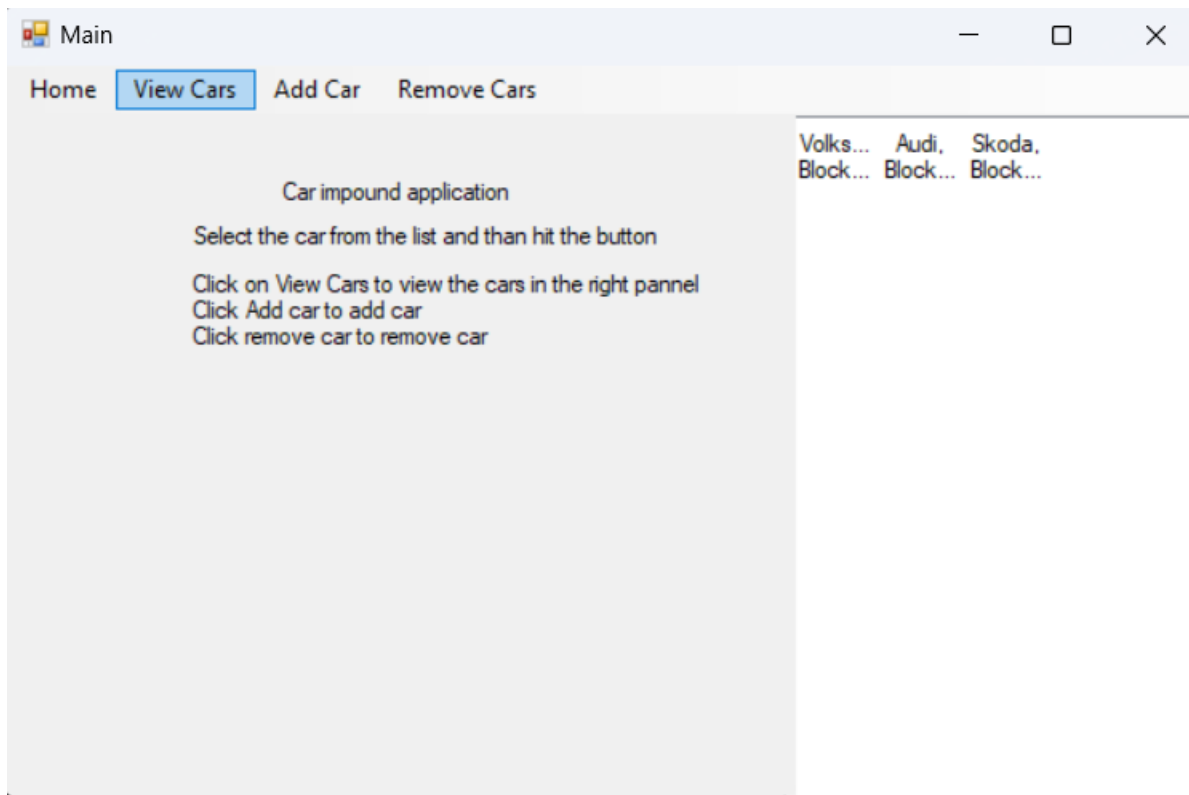 Main
Home View Cars Add Car Remove Cars
Car impound application
Select the car from the list and than hit the button
Click on View Cars to view the cars in the right pannel
Click Add car to add car
Click remove car to remove car
Volks... Audi, Skoda,
Block... Block... Block...